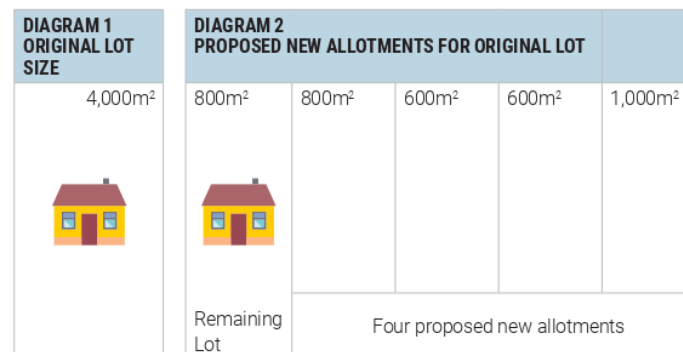 DIAGRAM 1
ORIGINAL LOT
SIZE
DIAGRAM 2
PROPOSED NEW ALLOTMENTS FOR ORIGINAL LOT
4,000m²
800m²
800m²
600m²
600m²
1,000m²
Remaining
Lot
Four proposed new allotments